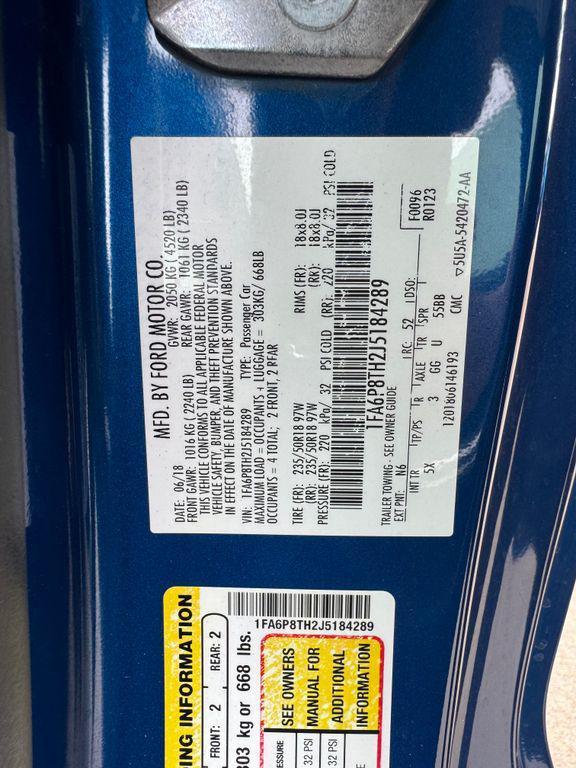 MFD. BY FORD MOTOR CO.
DATE: 06/18 GVWR: 2050 KG ( 4520 LB)
FRONT GAWR: 1016 KG (2240 LB) REAR GAWR: 1061 KG (2340 LB)
THIS VEHICLE CONFORMS TO ALL APPLICABLE FEDERAL MOTOR
VEHICLE SAFETY, BUMPER, AND THEFT PREVENTION STANDARDS
IN EFFECT ON THE DATE OF MANUFACTURE SHOWN ABOVE.
VIN: 1FA6P8TH2J5184289 TYPE: Passenger Car
MAXIMUM LOAD = OCCUPANTS + LUGGAGE = 303KG/ 668LB
OCCUPANTS = 4 TOTAL; 2 FRONT, 2 REAR
TIRE (FR): 235/50R18 97W RIMS (FR): 18x8.0J
(RR): 235/50R18 97W (RR): 18x8.0J
PRESSURE (FR): 220 kPa/ 32 PSI COLD (RR): 220 kPa/ 32 PSI COLD
1FA6P8TH2J5184289
TRAILER TOWING - SEE OWNER GUIDE
F0096
R0123
EXT PNT: N6 RC: 52 DSO:
INT TR TP/PS TR AXLE TR SPR T
5X 3 GG U 55BB
1201806146193 CMC
▽5U5A-5420472-AA
1FA6P8TH2J5184289
ING INFORMATION
FRONT: 2 REAR: 2
303 kg or 668 lbs.
SEE OWNERS
MANUAL FOR
ADDITIONAL
INFORMATION
PRESSURE
32 PSI
32 PSI